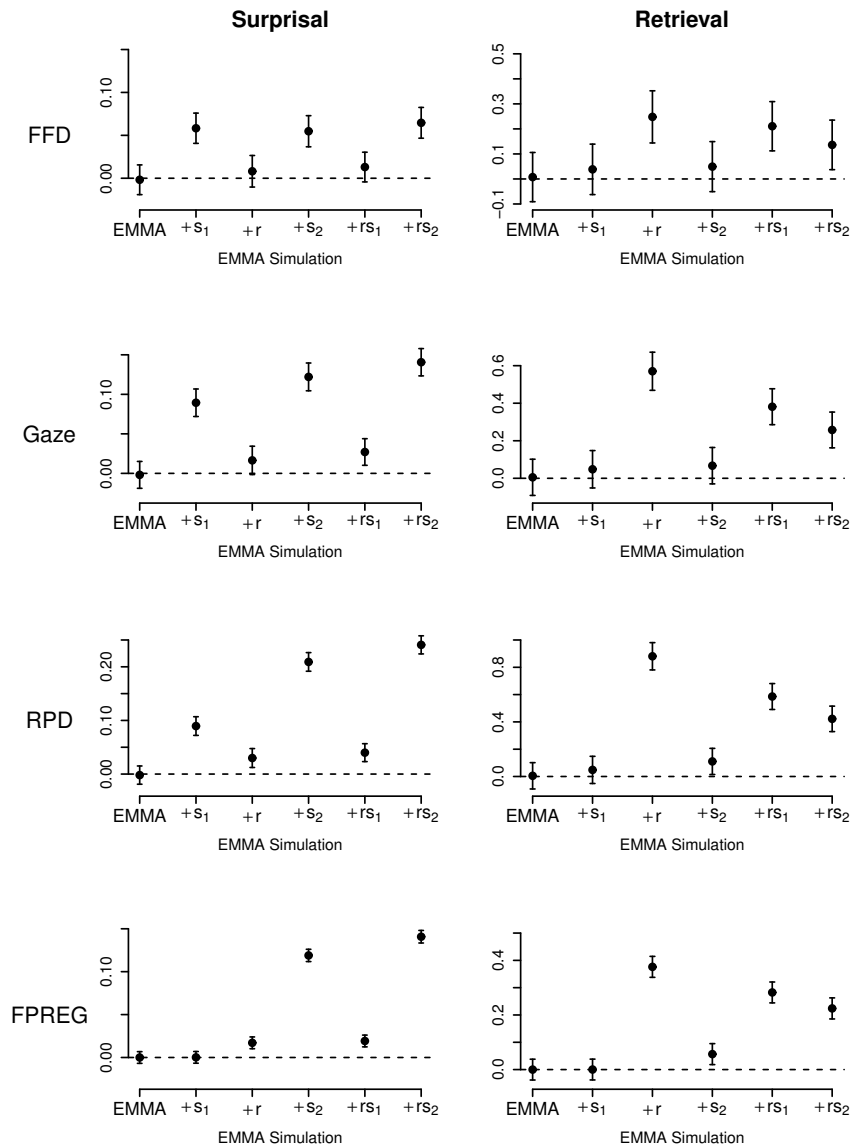 Surprisal Retrieval
FFD
0.00 0.10
−0.1 0.1 0.3 0.5
EMMA +s₁ +r +s₂ +rs₁ +rs₂
EMMA Simulation
EMMA +s₁ +r +s₂ +rs₁ +rs₂
EMMA Simulation
Gaze
0.00 0.10
0.0 0.2 0.4 0.6
EMMA +s₁ +r +s₂ +rs₁ +rs₂
EMMA Simulation
EMMA +s₁ +r +s₂ +rs₁ +rs₂
EMMA Simulation
RPD
0.00 0.10 0.20
0.0 0.4 0.8
EMMA +s₁ +r +s₂ +rs₁ +rs₂
EMMA Simulation
EMMA +s₁ +r +s₂ +rs₁ +rs₂
EMMA Simulation
FPREG
0.00 0.10
0.0 0.2 0.4
EMMA +s₁ +r +s₂ +rs₁ +rs₂
EMMA Simulation
EMMA +s₁ +r +s₂ +rs₁ +rs₂
EMMA Simulation